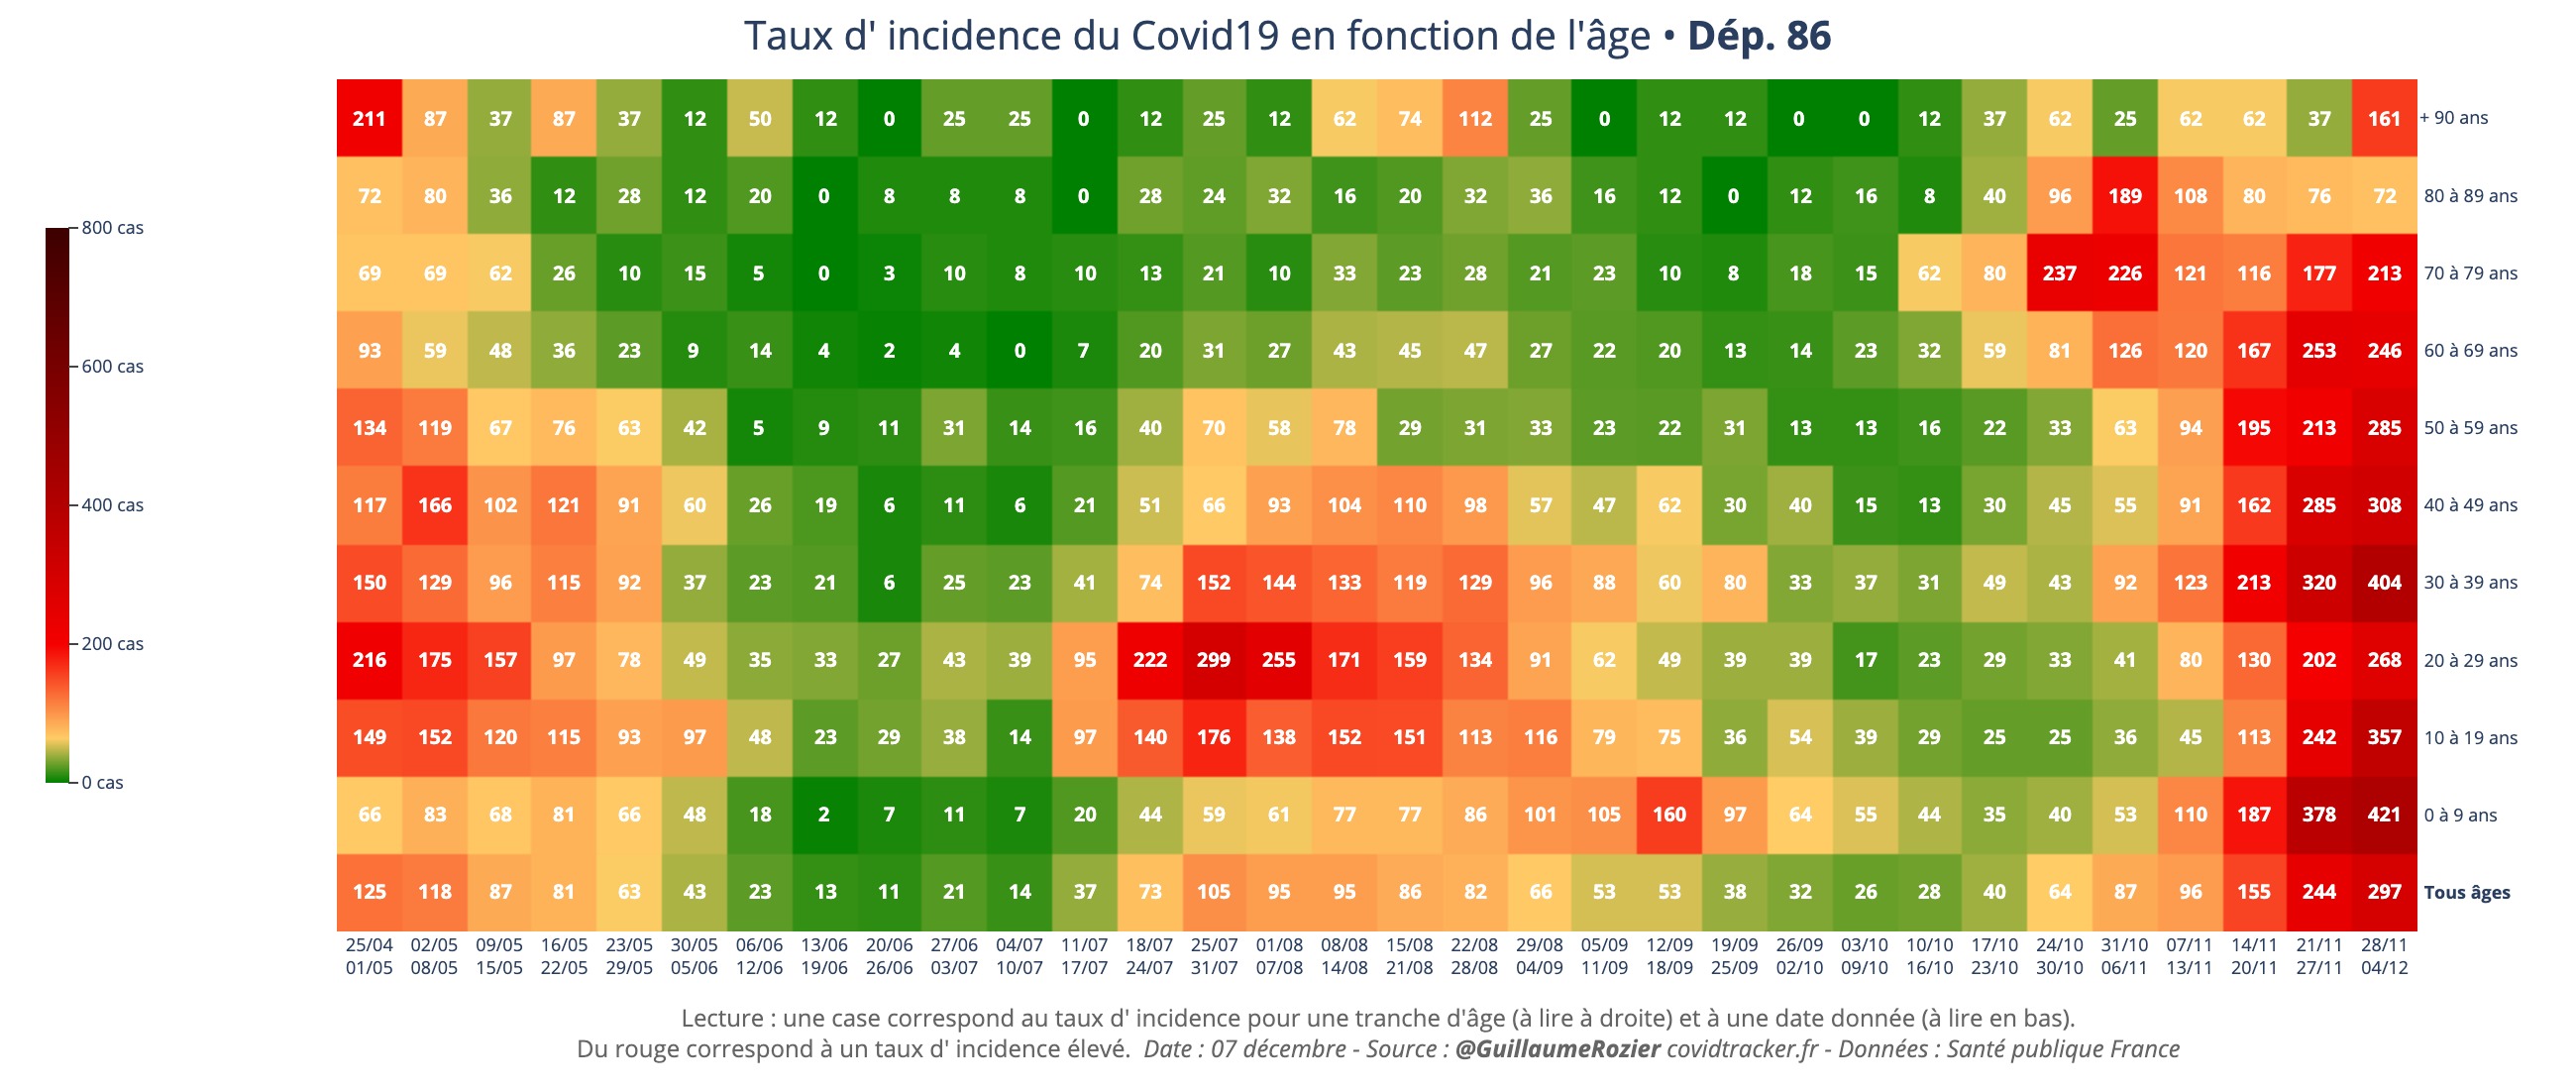 Taux d' incidence du Covid19 en fonction de l'âge • Dép. 86
800 cas
600 cas
400 cas
200 cas
0 cas
211 87 37 87 37 12 50 12 0 25 25 0 12 25 12 62 74 112 25 0 12 12 0 0 12 37 62 25 62 62 37 161 + 90 ans
72 80 36 12 28 12 20 0 8 8 8 0 28 24 32 16 20 32 36 16 12 0 12 16 8 40 96 189 108 80 76 72 80 à 89 ans
69 69 62 26 10 15 5 0 3 10 8 10 13 21 10 33 23 28 21 23 10 8 18 15 62 80 237 226 121 116 177 213 70 à 79 ans
93 59 48 36 23 9 14 4 2 4 0 7 20 31 27 43 45 47 27 22 20 13 14 23 32 59 81 126 120 167 253 246 60 à 69 ans
134 119 67 76 63 42 5 9 11 31 14 16 40 70 58 78 29 31 33 23 22 31 13 13 16 22 33 63 94 195 213 285 50 à 59 ans
117 166 102 121 91 60 26 19 6 11 6 21 51 66 93 104 110 98 57 47 62 30 40 15 13 30 45 55 91 162 285 308 40 à 49 ans
150 129 96 115 92 37 23 21 6 25 23 41 74 152 144 133 119 129 96 88 60 80 33 37 31 49 43 92 123 213 320 404 30 à 39 ans
216 175 157 97 78 49 35 33 27 43 39 95 222 299 255 171 159 134 91 62 49 39 39 17 23 29 33 41 80 130 202 268 20 à 29 ans
149 152 120 115 93 97 48 23 29 38 14 97 140 176 138 152 151 113 116 79 75 36 54 39 29 25 25 36 45 113 242 357 10 à 19 ans
66 83 68 81 66 48 18 2 7 11 7 20 44 59 61 77 77 86 101 105 160 97 64 55 44 35 40 53 110 187 378 421 0 à 9 ans
125 118 87 81 63 43 23 13 11 21 14 37 73 105 95 95 86 82 66 53 53 38 32 26 28 40 64 87 96 155 244 297 Tous âges
25/04 02/05 09/05 16/05 23/05 30/05 06/06 13/06 20/06 27/06 04/07 11/07 18/07 25/07 01/08 08/08 15/08 22/08 29/08 05/09 12/09 19/09 26/09 03/10 10/10 17/10 24/10 31/10 07/11 14/11 21/11 28/11
01/05 08/05 15/05 22/05 29/05 05/06 12/06 19/06 26/06 03/07 10/07 17/07 24/07 31/07 07/08 14/08 21/08 28/08 04/09 11/09 18/09 25/09 02/10 09/10 16/10 23/10 30/10 06/11 13/11 20/11 27/11 04/12
Lecture : une case correspond au taux d' incidence pour une tranche d'âge (à lire à droite) et à une date donnée (à lire en bas).
Du rouge correspond à un taux d' incidence élevé. Date : 07 décembre - Source : @GuillaumeRozier covidtracker.fr - Données : Santé publique France